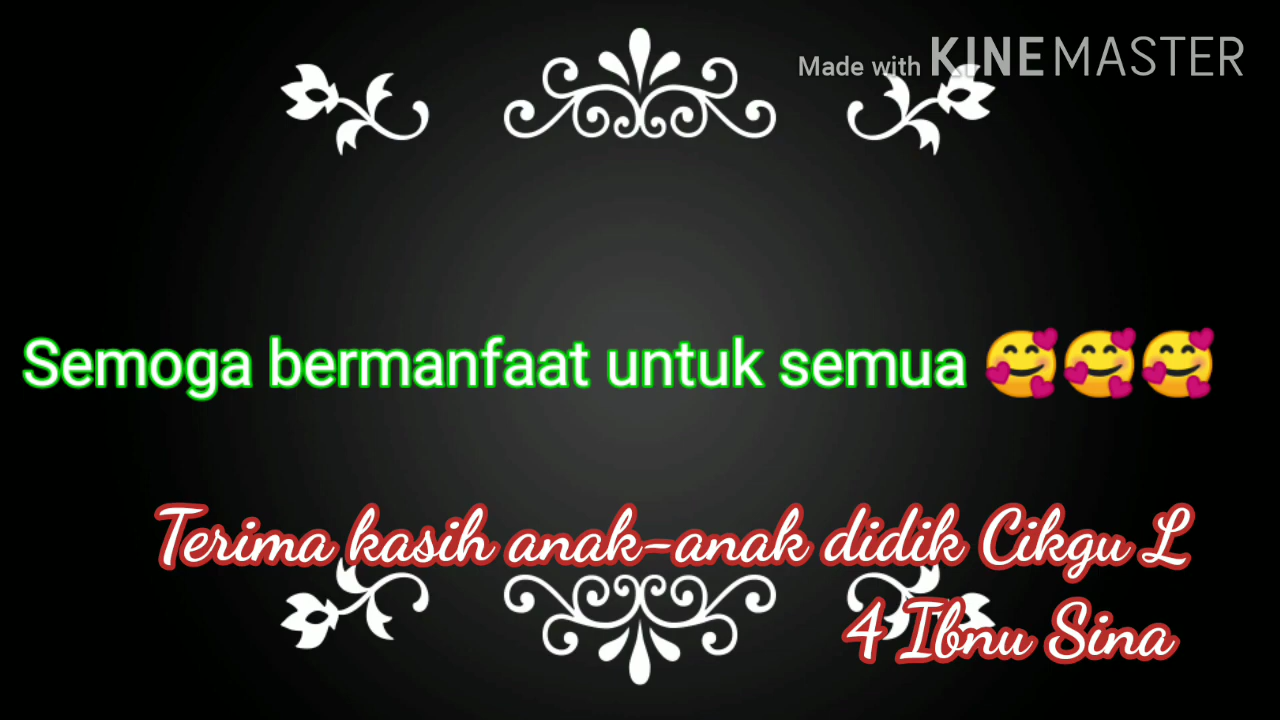 Made with KINEMASTER
Semoga bermanfaat untuk semua 🥰🥰🥰
Terima kasih anak-anak didik Cikgu L
4 Ibnu Sina